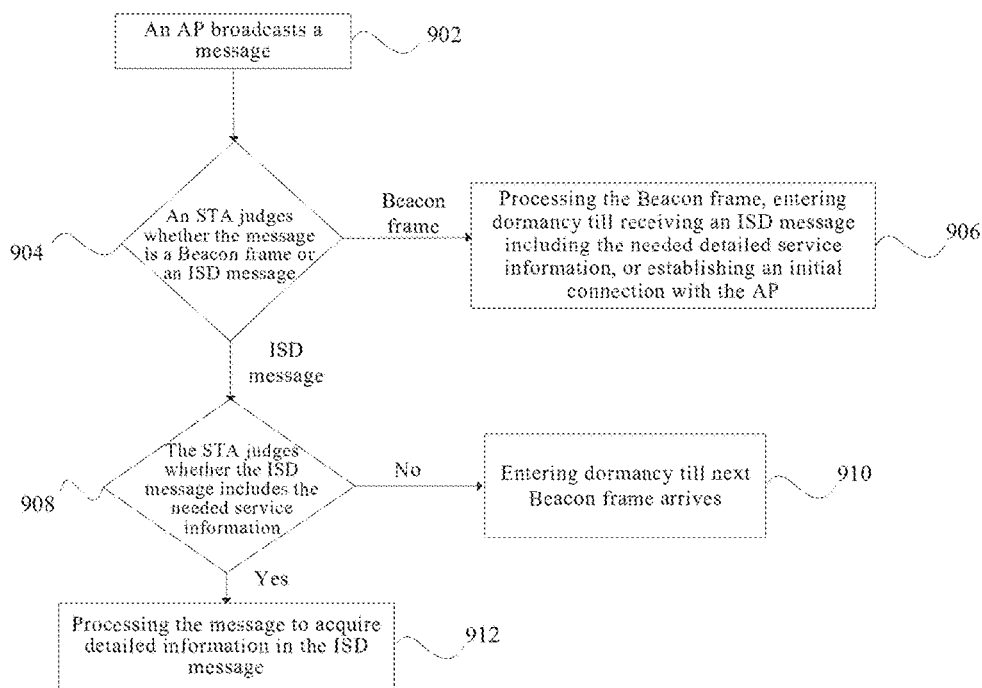 An AP broadcasts a
message
902
An STA judges
whether the message
is a Beacon frame or
an ISD message
904
Beacon
frame
Processing the Beacon frame, entering
dormancy till receiving an ISD message
including the needed detailed service
information, or establishing an initial
connection with the AP
906
ISD
message
The STA judges
whether the ISD
message includes the
needed service
information
908
No
Entering dormancy till next
Beacon frame arrives
910
Yes
Processing the message to acquire
detailed information in the ISD
message
912